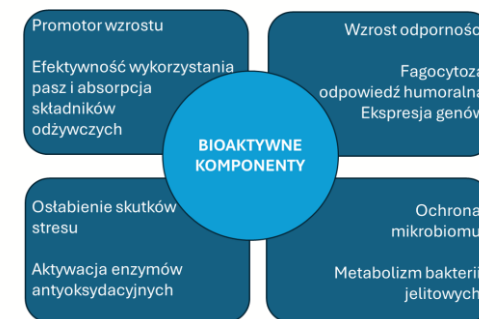 Promotor wzrostu
Efektywność wykorzystania
pasz i absorpcja
składników
odżywczych
Wzrost odpornośc
Fagocytoza
odpowiedź humoralna
Ekspresja genów
BIOAKTYWNE
KOMPONENTY
Osłabienie skutków
stresu
Aktywacja enzymów
antyoksydacyjnych
Ochrona
mikrobiomu
Metabolizm bakterii
jelitowych